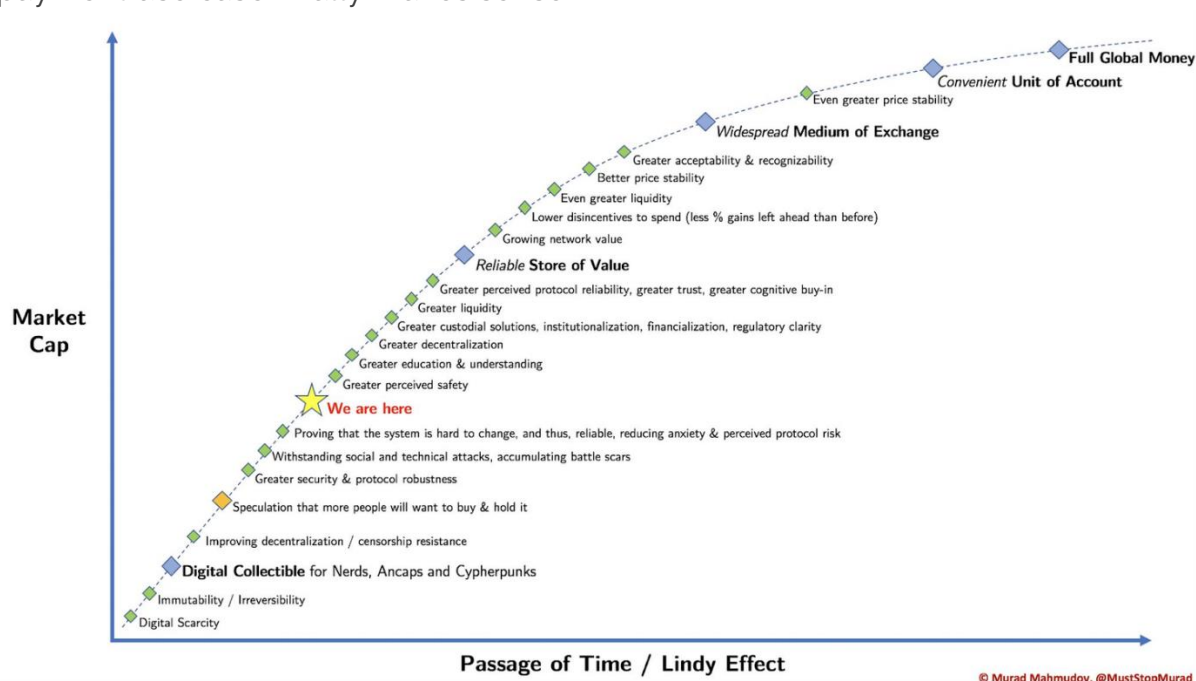 Full Global Money
Convenient Unit of Account
Even greater price stability
Widespread Medium of Exchange
Greater acceptability & recognizability
Better price stability
Even greater liquidity
Lower disincentives to spend (less % gains left ahead than before)
Growing network value
Reliable Store of Value
Greater perceived protocol reliability, greater trust, greater cognitive buy-in
Greater liquidity
Market
Cap
Greater custodial solutions, institutionalization, financialization, regulatory clarity
Greater decentralization
Greater education & understanding
Greater perceived safety
We are here
Proving that the system is hard to change, and thus, reliable, reducing anxiety & perceived protocol risk
Withstanding social and technical attacks, accumulating battle scars
Greater security & protocol robustness
Speculation that more people will want to buy & hold it
Improving decentralization / censorship resistance
Digital Collectible for Nerds, Ancaps and Cypherpunks
Immutability / Irreversibility
Digital Scarcity
Passage of Time / Lindy Effect
© Murad Mahmudov, @MustStopMurad